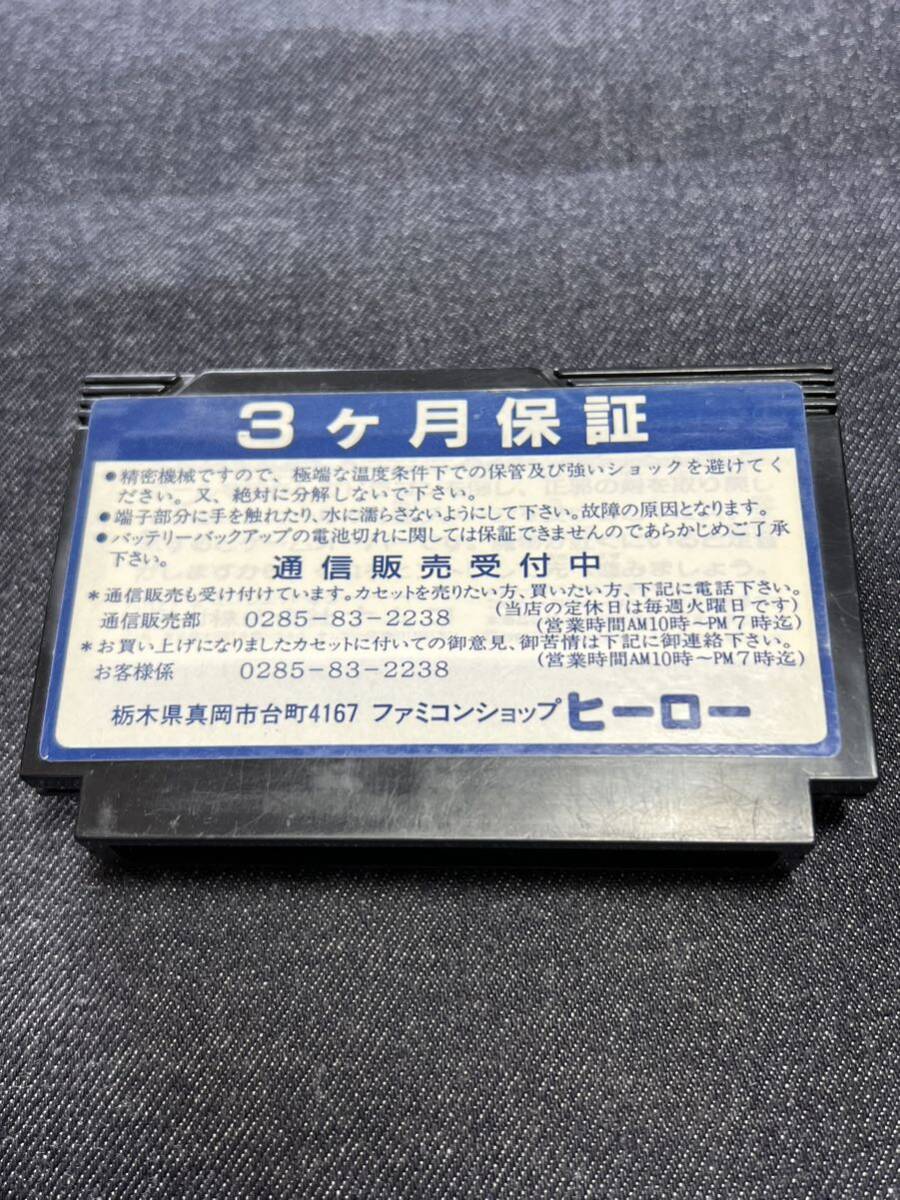 3ヶ月保証
●精密機械ですので、極端な温度条件下での保管及び強いショックを避けてく
ださい。又、絶対に分解しないで下さい。
●端子部分に手を触れたり、水に濡らさないようにして下さい。故障の原因となります。
●バッテリーバックアップの電池切れに関しては保証できませんのであらかじめご了承
下さい。
通信販売受付中
*通信販売も受け付けています。カセットを売りたい方、買いたい方、下記に電話下さい。
(当店の定休日は毎週火曜日です)
通信販売部 0285-83-2238 (営業時間AM10時〜PM7時迄)
*お買い上げになりましたカセットに付いての御意見、御苦情は下記に御連絡下さい。
(営業時間AM10時〜PM7時迄)
お客様係 0285-83-2238
栃木県真岡市台町4167 ファミコンショップ ヒーロー